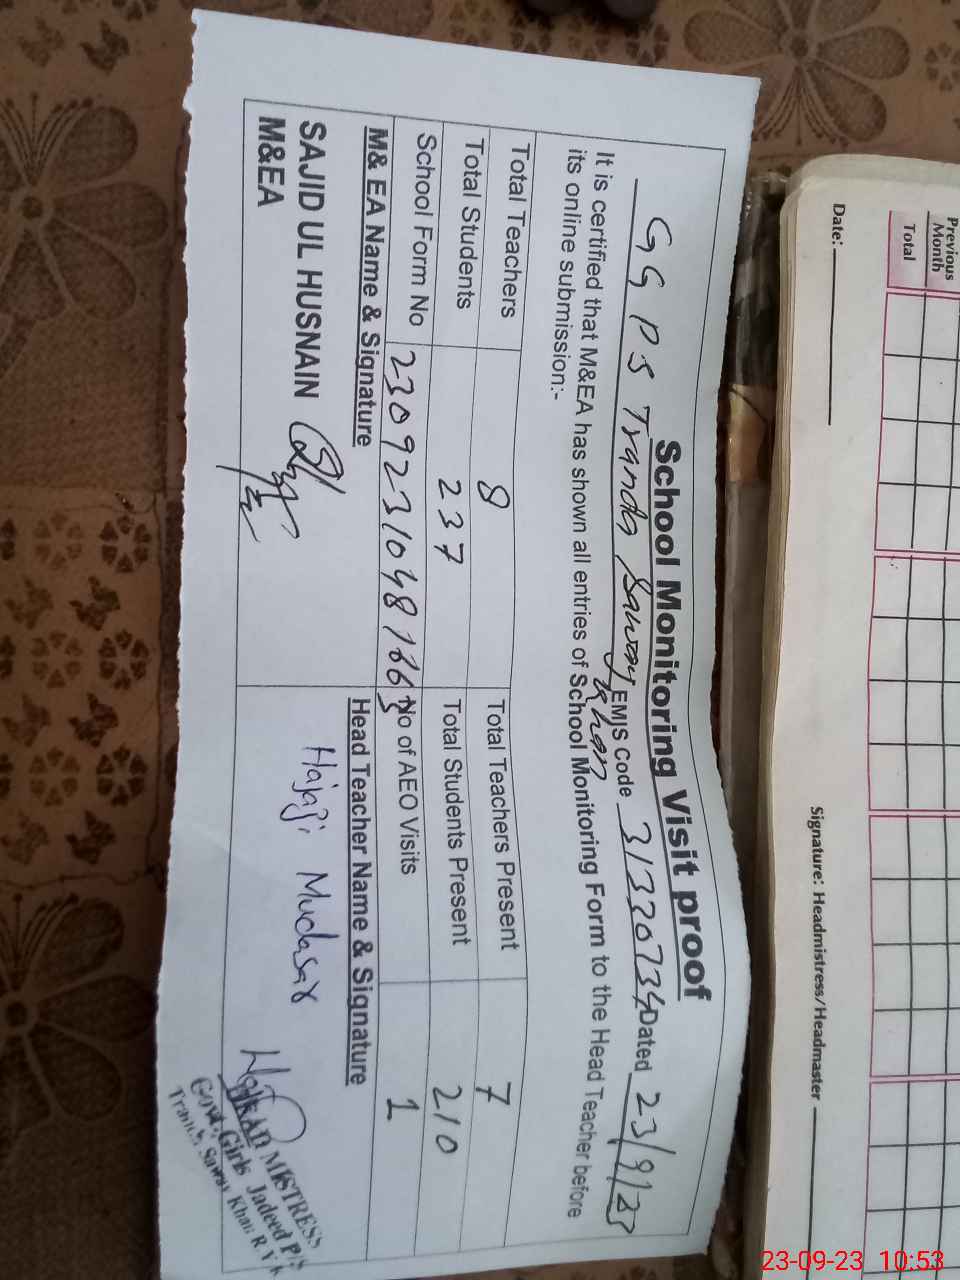 School Monitoring Visit proof
GGPS Tranda Saway Khan EMIS Code 31330734 Dated 23/9/23
It is certified that M&EA has shown all entries of School Monitoring Form to the Head Teacher before
its online submission:-
Total Teachers 8 Total Teachers Present 7
Total Students 237 Total Students Present 210
School Form No No of AEO Visits 1
M& EA Name & Signature Head Teacher Name & Signature
SAJID UL HUSNAIN
M&EA
Hajaji Mudasar
HEAD MISTRESS
Govt. Girls Jadeed P/S
Khan R.Y.K
Previous
Month
Total
Date:
Signature: Headmistress/Headmaster
23-09-23 10:53